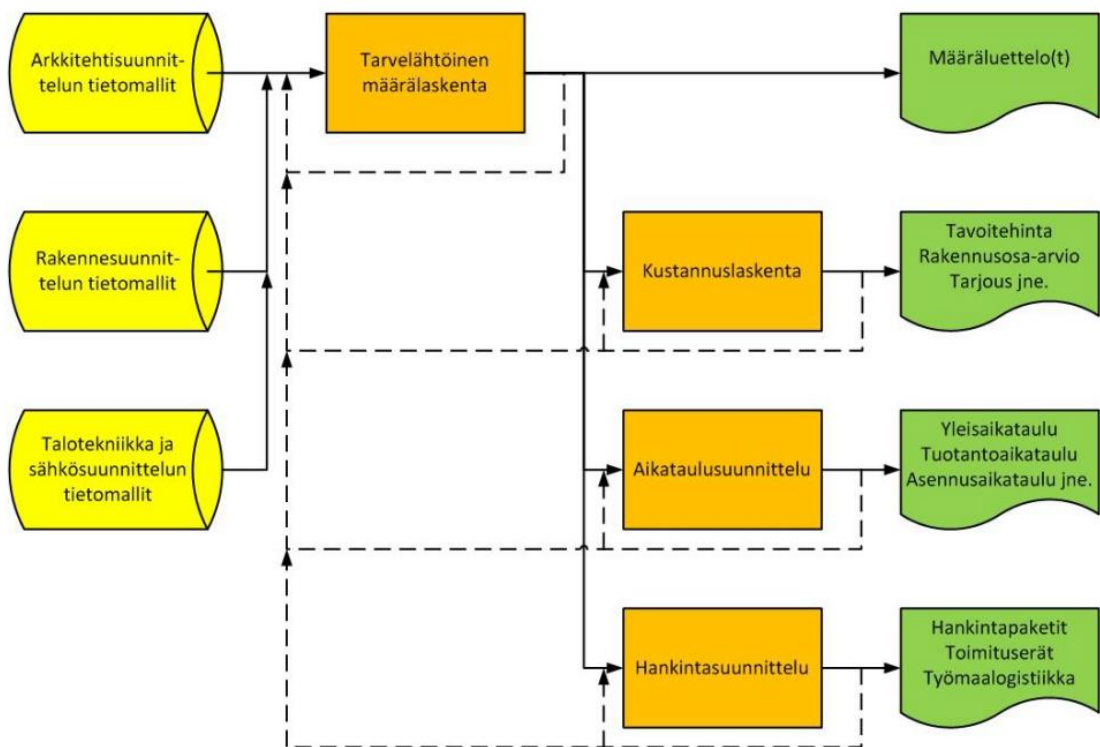 Arkkitehtisuunnit-
telun tietomallit
Tarvelähtöinen
määrälaskenta
Määräluettelo(t)
Rakennesuunnit-
telun tietomallit
Kustannuslaskenta
Tavoitehinta
Rakennusosa-arvio
Tarjous jne.
Talotekniikka ja
sähkösuunnittelun
tietomallit
Aikataulusuunnittelu
Yleisaikataulu
Tuotantoaikataulu
Asennusaikataulu jne.
Hankintasuunnittelu
Hankintapaketit
Toimituserät
Työmaalogistiikka